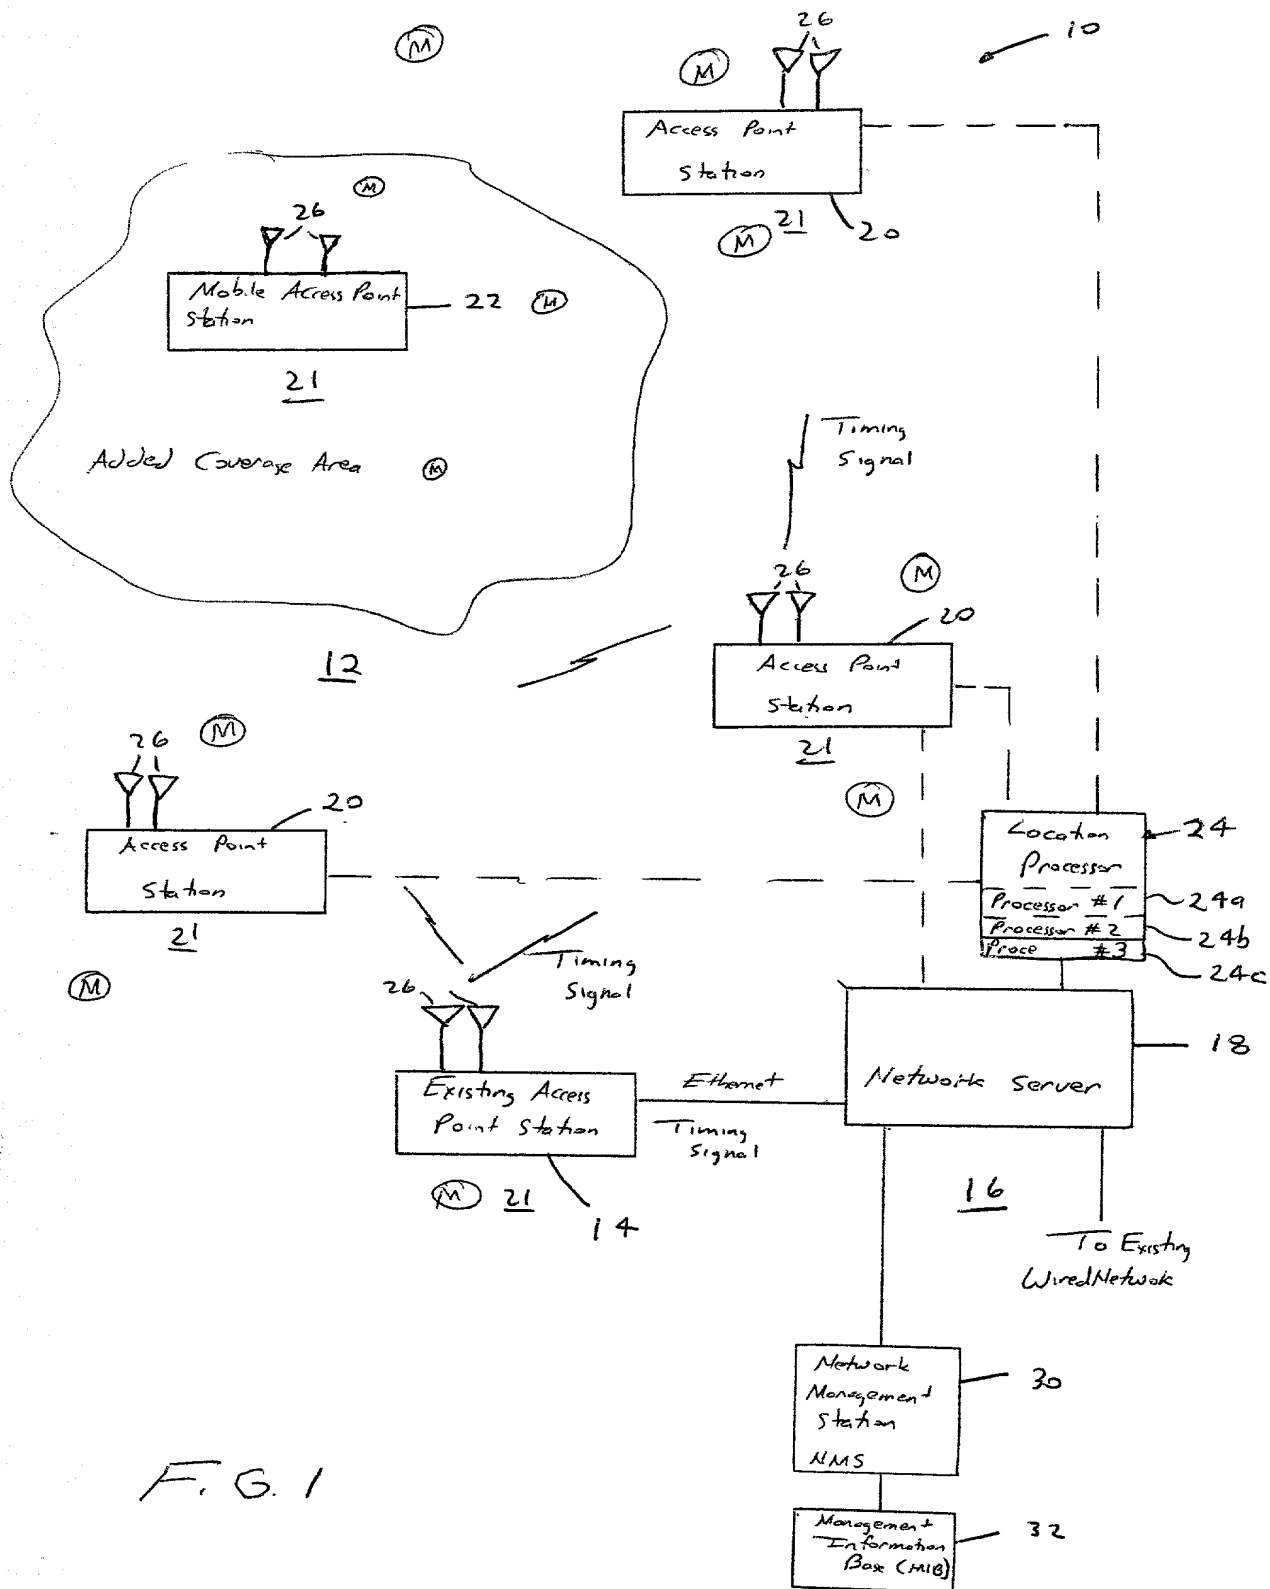 26
10
M
M
Access Point
Station
21
20
M
M
26
Mobile Access Point
Station
22
M
21
Added Coverage Area
M
Timing
Signal
26
M
20
Access Point
Station
12
21
M
26
M
20
Access Point
Station
21
M
Location
Processor
24
Processor #1
24a
Processor #2
24b
Proce #3
24c
Timing
Signal
26
Network Server
18
Existing Access
Point Station
Ethernet
Timing
Signal
M
21
14
16
To Existing
Wired Netwok
Network
Management
Station
NMS
30
Management
Information
Base (MIB)
32
F.G.1